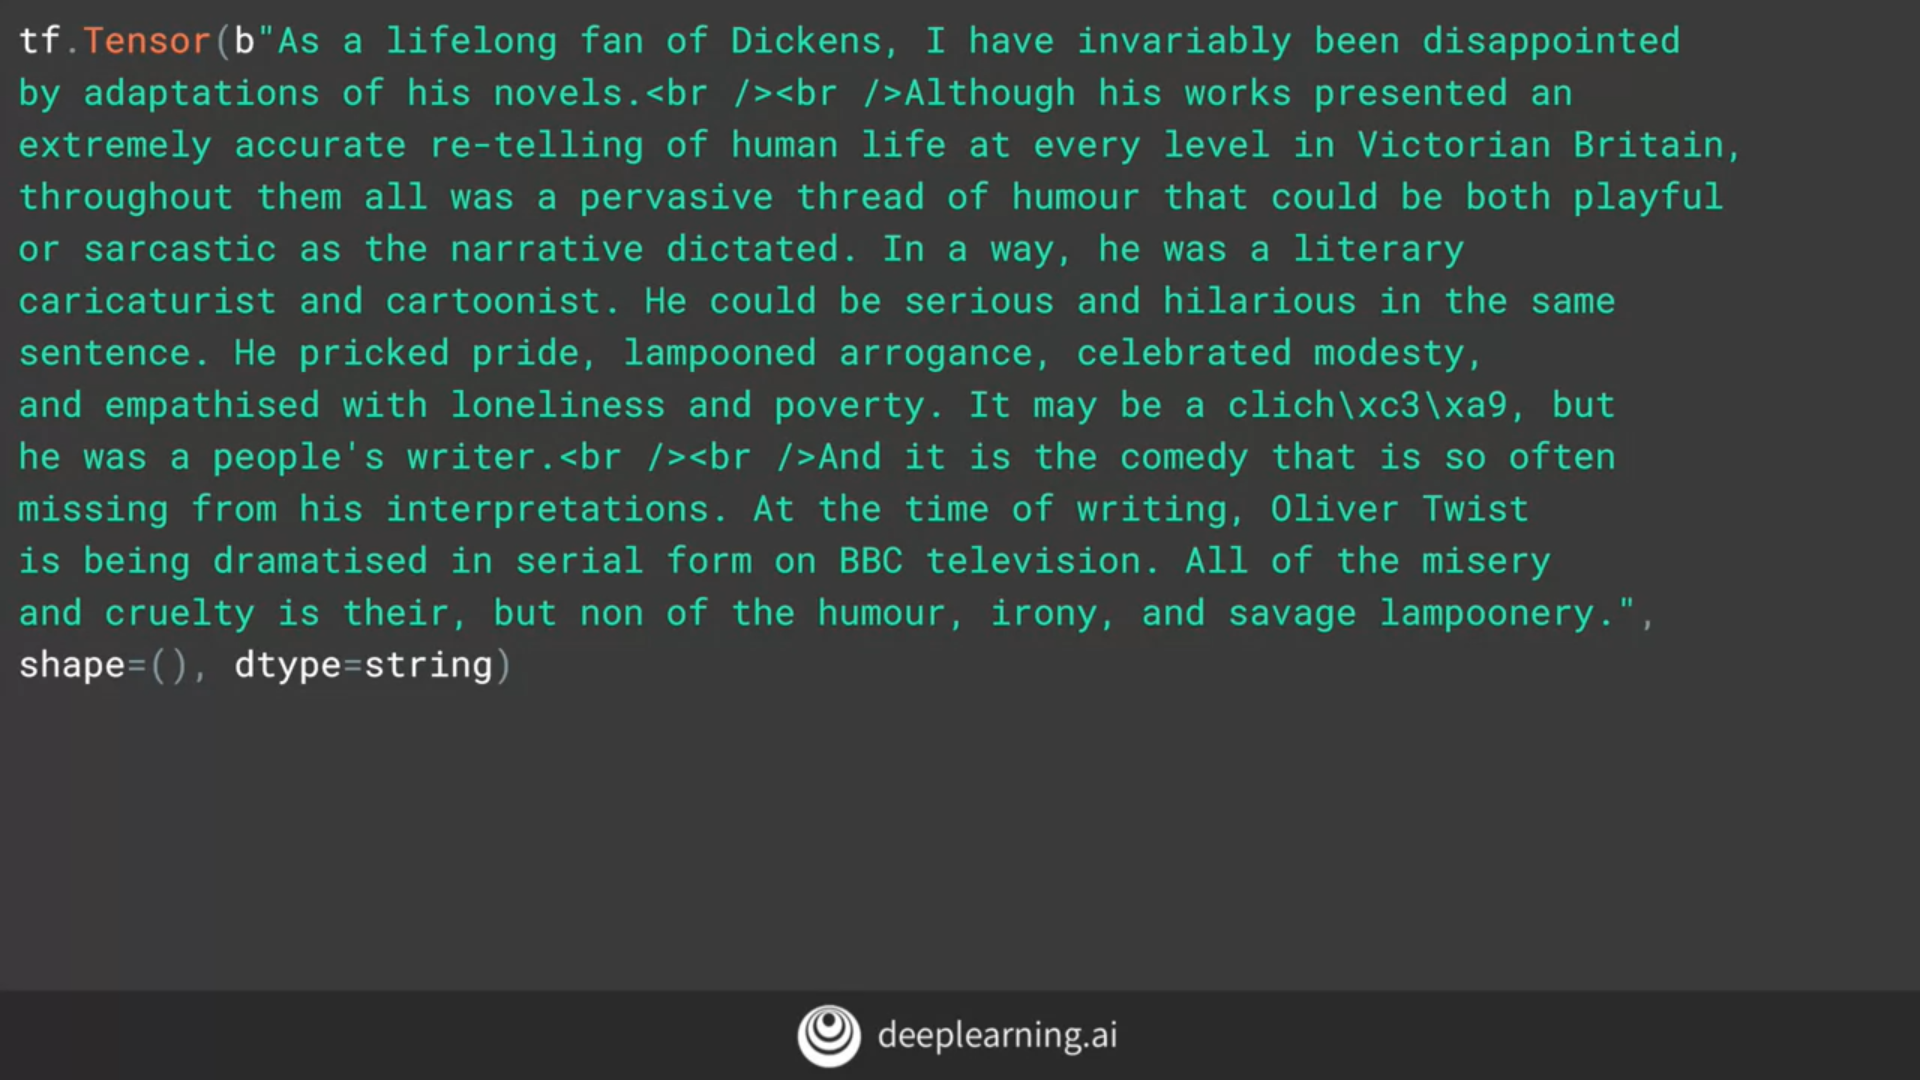 tf.Tensor(b"As a lifelong fan of Dickens, I have invariably been disappointed
by adaptations of his novels.<br /><br />Although his works presented an
extremely accurate re-telling of human life at every level in Victorian Britain,
throughout them all was a pervasive thread of humour that could be both playful
or sarcastic as the narrative dictated. In a way, he was a literary
caricaturist and cartoonist. He could be serious and hilarious in the same
sentence. He pricked pride, lampooned arrogance, celebrated modesty,
and empathised with loneliness and poverty. It may be a clich\xc3\xa9, but
he was a people's writer.<br /><br />And it is the comedy that is so often
missing from his interpretations. At the time of writing, Oliver Twist
is being dramatised in serial form on BBC television. All of the misery
and cruelty is their, but non of the humour, irony, and savage lampoonery.",
shape=(), dtype=string)
deeplearning.ai